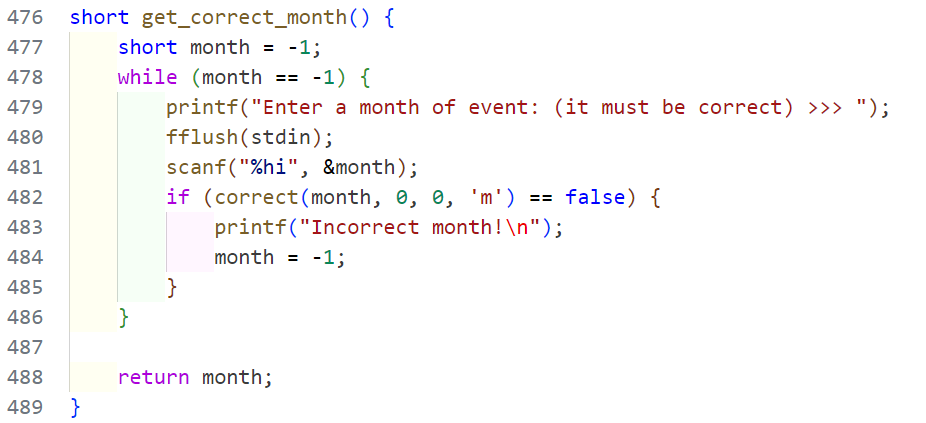 476 short get_correct_month() {
477     short month = -1;
478     while (month == -1) {
479         printf("Enter a month of event: (it must be correct) >>> ");
480         fflush(stdin);
481         scanf("%hi", &month);
482         if (correct(month, 0, 0, 'm') == false) {
483             printf("Incorrect month!\n");
484             month = -1;
485         }
486     }
487
488     return month;
489 }